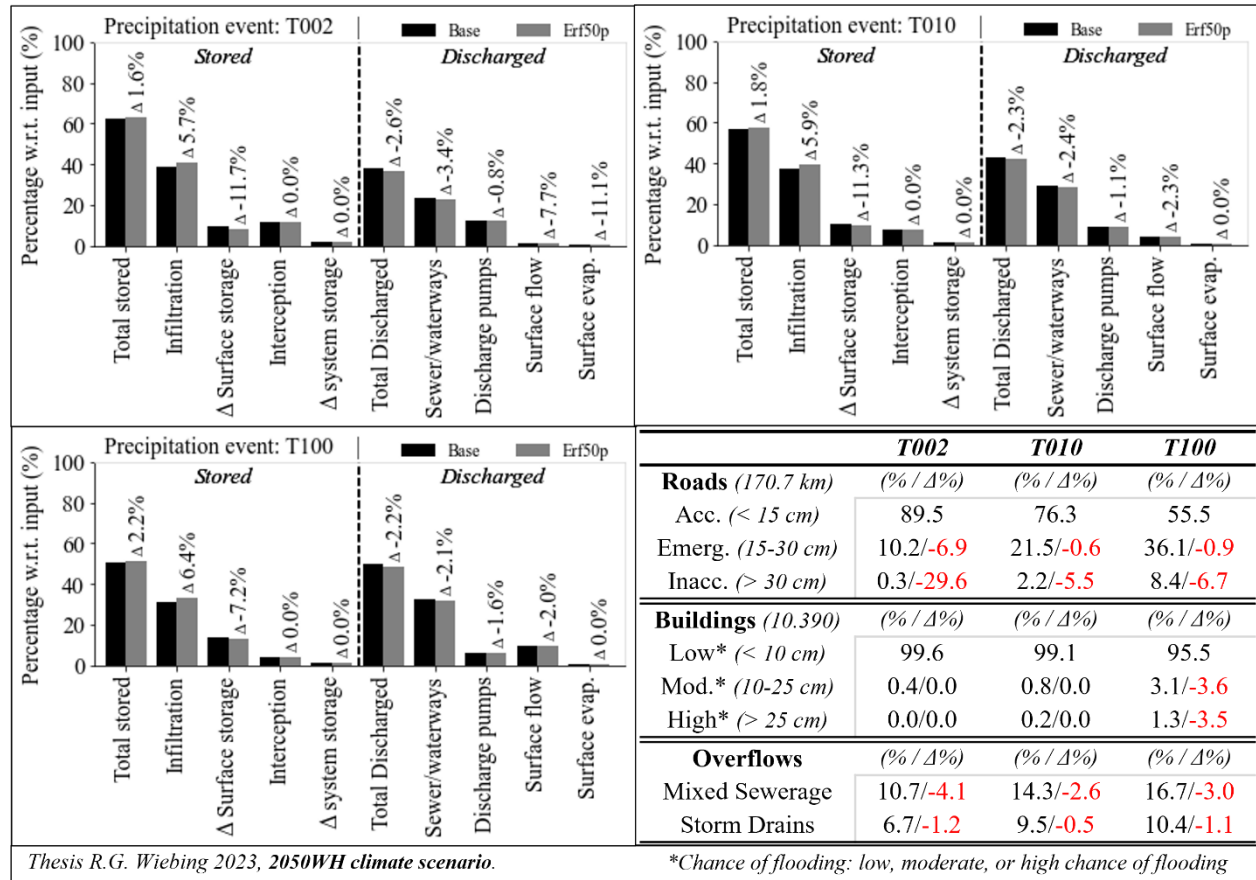 Precipitation event: T002
Base
Erf50p
Percentage w.r.t. input (%)
100
80
60
40
20
0
Stored
Discharged
Δ 1.6%
Δ 5.7%
Δ -11.7%
Δ 0.0%
Δ 0.0%
Δ -2.6%
Δ -3.4%
Δ -0.8%
Δ -7.7%
Δ -11.1%
Total stored
Infiltration
Δ Surface storage
Interception
Δ system storage
Total Discharged
Sewer/waterways
Discharge pumps
Surface flow
Surface evap.
Precipitation event: T010
Base
Erf50p
Percentage w.r.t. input (%)
100
80
60
40
20
0
Stored
Discharged
Δ 1.8%
Δ 5.9%
Δ -11.3%
Δ 0.0%
Δ 0.0%
Δ -2.3%
Δ -2.4%
Δ -1.1%
Δ -2.3%
Δ 0.0%
Total stored
Infiltration
Δ Surface storage
Interception
Δ system storage
Total Discharged
Sewer/waterways
Discharge pumps
Surface flow
Surface evap.
Precipitation event: T100
Base
Erf50p
Percentage w.r.t. input (%)
100
80
60
40
20
0
Stored
Discharged
Δ 2.2%
Δ 6.4%
Δ -7.2%
Δ 0.0%
Δ 0.0%
Δ -2.2%
Δ -2.1%
Δ -1.6%
Δ -2.0%
Δ 0.0%
Total stored
Infiltration
Δ Surface storage
Interception
Δ system storage
Total Discharged
Sewer/waterways
Discharge pumps
Surface flow
Surface evap.
T002 T010 T100
Roads (170.7 km) (% / Δ%) (% / Δ%) (% / Δ%)
Acc. (< 15 cm) 89.5 76.3 55.5
Emerg. (15-30 cm) 10.2/-6.9 21.5/-0.6 36.1/-0.9
Inacc. (> 30 cm) 0.3/-29.6 2.2/-5.5 8.4/-6.7
Buildings (10.390) (% / Δ%) (% / Δ%) (% / Δ%)
Low* (< 10 cm) 99.6 99.1 95.5
Mod.* (10-25 cm) 0.4/0.0 0.8/0.0 3.1/-3.6
High* (> 25 cm) 0.0/0.0 0.2/0.0 1.3/-3.5
Overflows (% / Δ%) (% / Δ%) (% / Δ%)
Mixed Sewerage 10.7/-4.1 14.3/-2.6 16.7/-3.0
Storm Drains 6.7/-1.2 9.5/-0.5 10.4/-1.1
Thesis R.G. Wiebing 2023, 2050WH climate scenario.
*Chance of flooding: low, moderate, or high chance of flooding